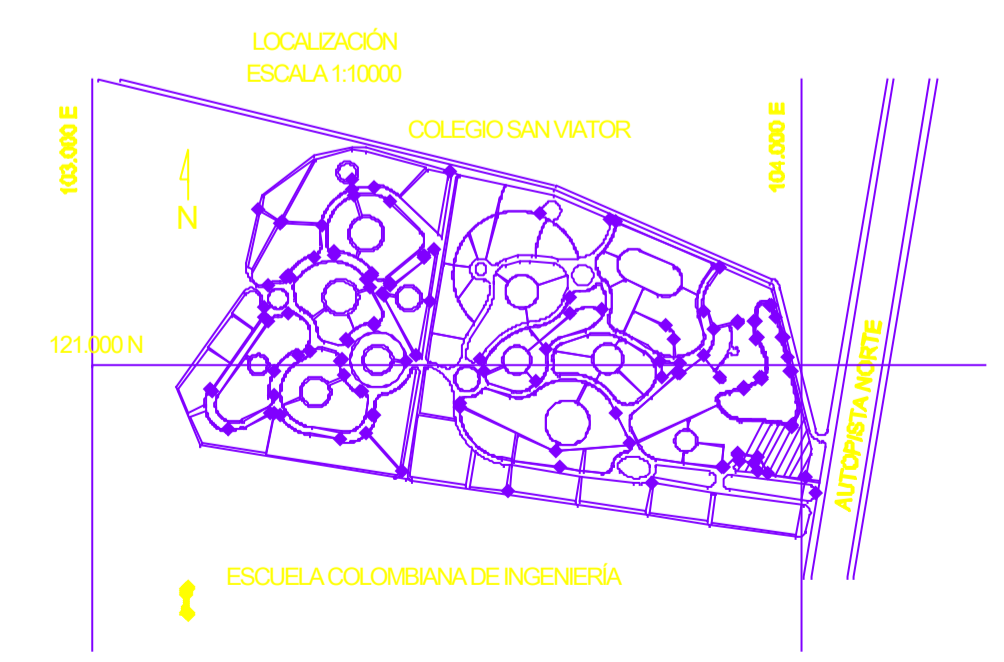 LOCALIZACIÓN
ESCALA 1:10000
103.000 E
COLEGIO SAN VIATOR
104.000 E
N
121.000 N
AUTOPISTA NORTE
ESCUELA COLOMBIANA DE INGENIERÍA